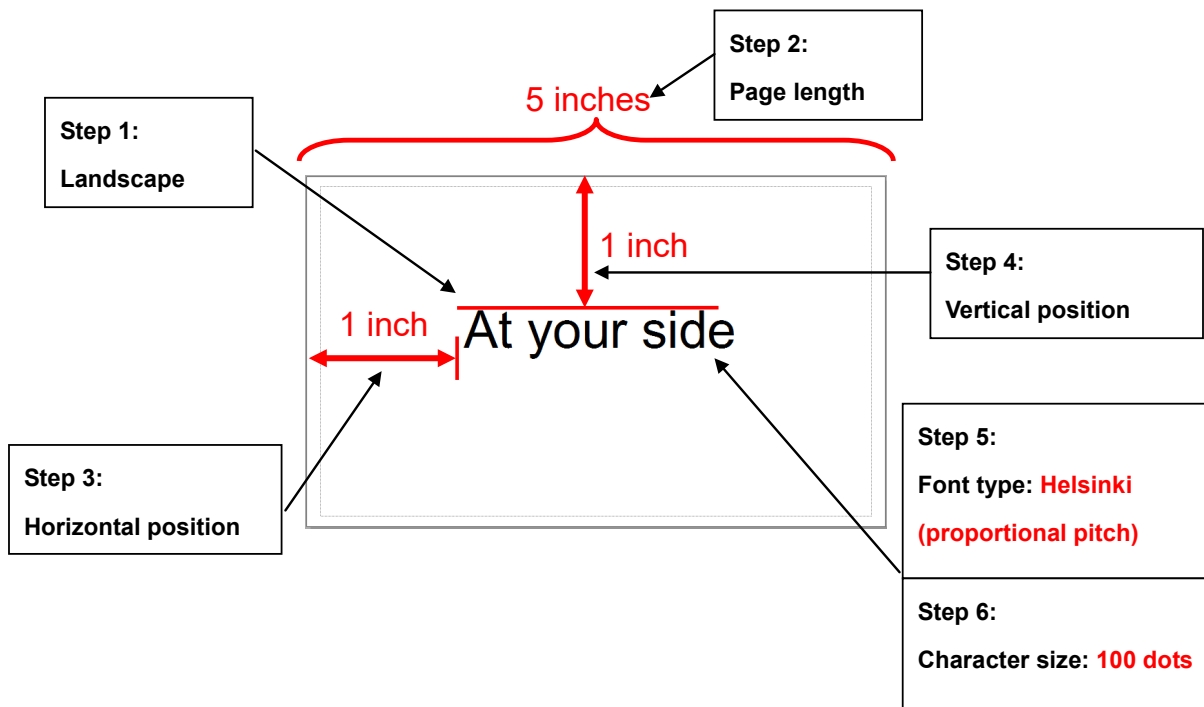 Step 2:
Page length
5 inches
Step 1:
Landscape
1 inch
Step 4:
Vertical position
1 inch
At your side
Step 3:
Horizontal position
Step 5:
Font type: Helsinki
(proportional pitch)
Step 6:
Character size: 100 dots